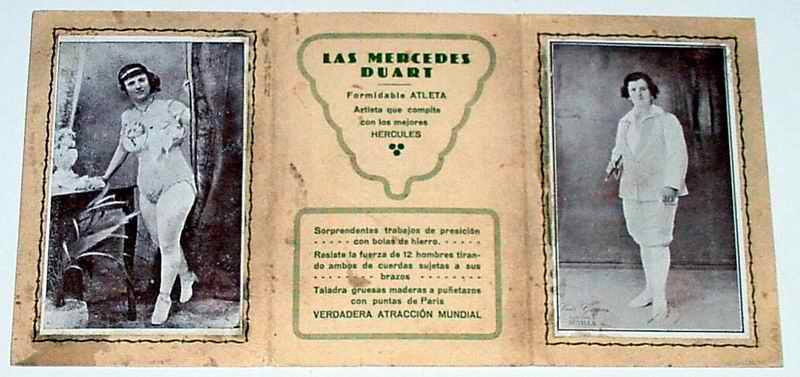 LAS MERCEDES
DUART
Formidable ATLETA
Artista que compite
con los mejores
HERCULES
Sorprendentes trabajos de presición
- - - - - con bolas de hierro. - - - - -
Resiste la fuerza de 12 hombres tiran-
do ambos de cuerdas sujetas a sus
- - - - - - - - brazos - - - - - - - -
Taladra gruesas maderas a puñetazos
con puntas de Paris
VERDADERA ATRACCIÓN MUNDIAL
SEVILLA